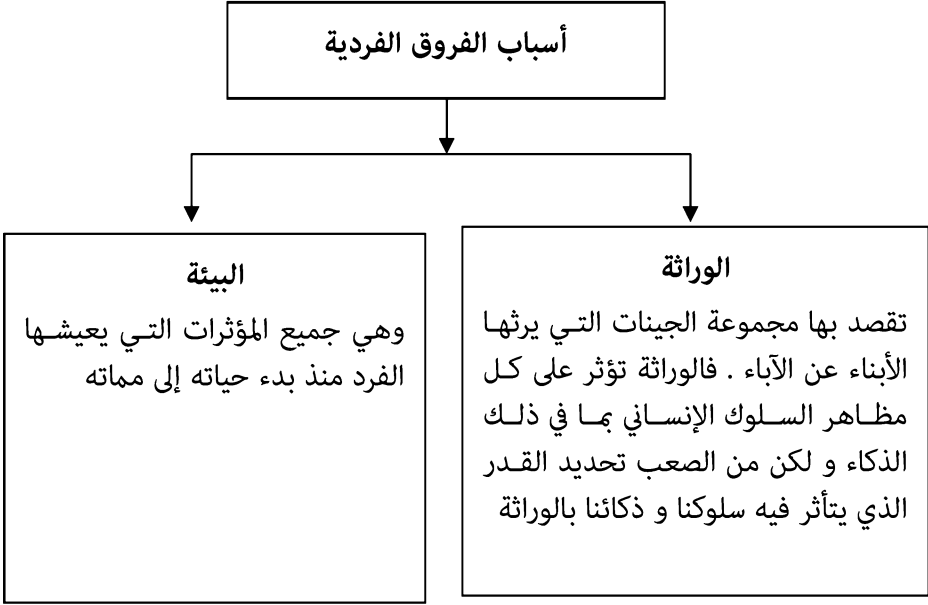 أسباب الفروق الفردية
الوراثة
تقصد بها مجموعة الجينات التي يرثها
الأبناء عن الآباء . فالوراثة تؤثر على كل
مظاهر السلوك الإنساني بما في ذلك
الذكاء و لكن من الصعب تحديد القدر
الذي يتأثر فيه سلوكنا و ذكائنا بالوراثة
البيئة
وهي جميع المؤثرات التي يعيشها
الفرد منذ بدء حياته إلى مماته